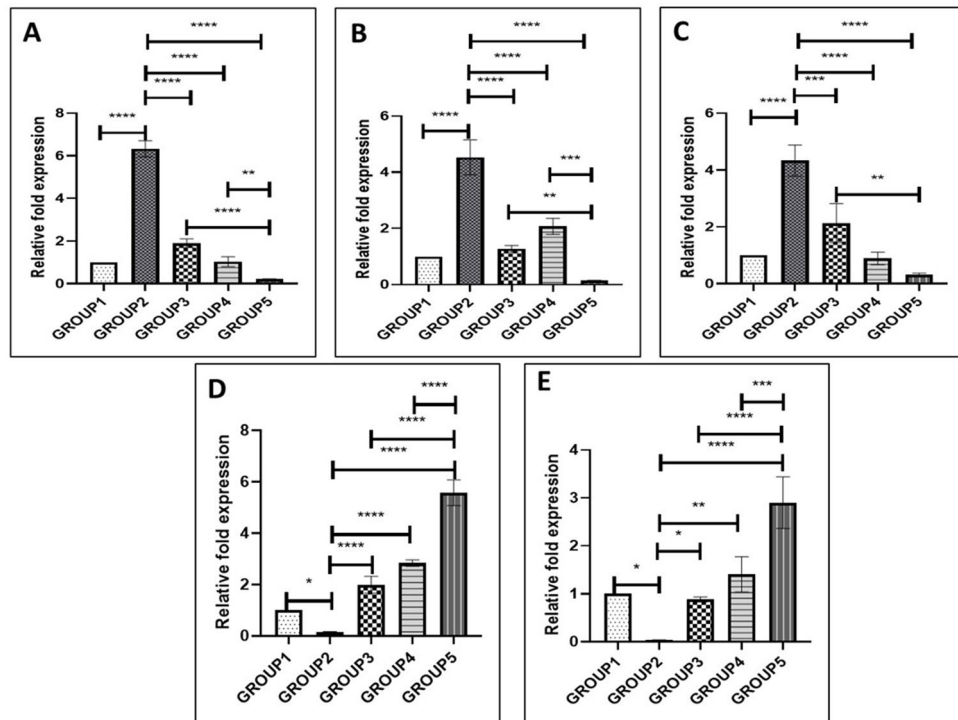 A
****
****
****
****
**
****
Relative fold expression
8
6
4
2
0
GROUP1
GROUP2
GROUP3
GROUP4
GROUP5
B
****
****
****
****
***
**
Relative fold expression
6
4
2
0
GROUP1
GROUP2
GROUP3
GROUP4
GROUP5
C
****
****
***
****
**
Relative fold expression
6
4
2
0
GROUP1
GROUP2
GROUP3
GROUP4
GROUP5
D
****
****
****
****
****
*
Relative fold expression
8
6
4
2
0
GROUP1
GROUP2
GROUP3
GROUP4
GROUP5
E
***
****
****
**
*
*
Relative fold expression
4
3
2
1
0
GROUP1
GROUP2
GROUP3
GROUP4
GROUP5